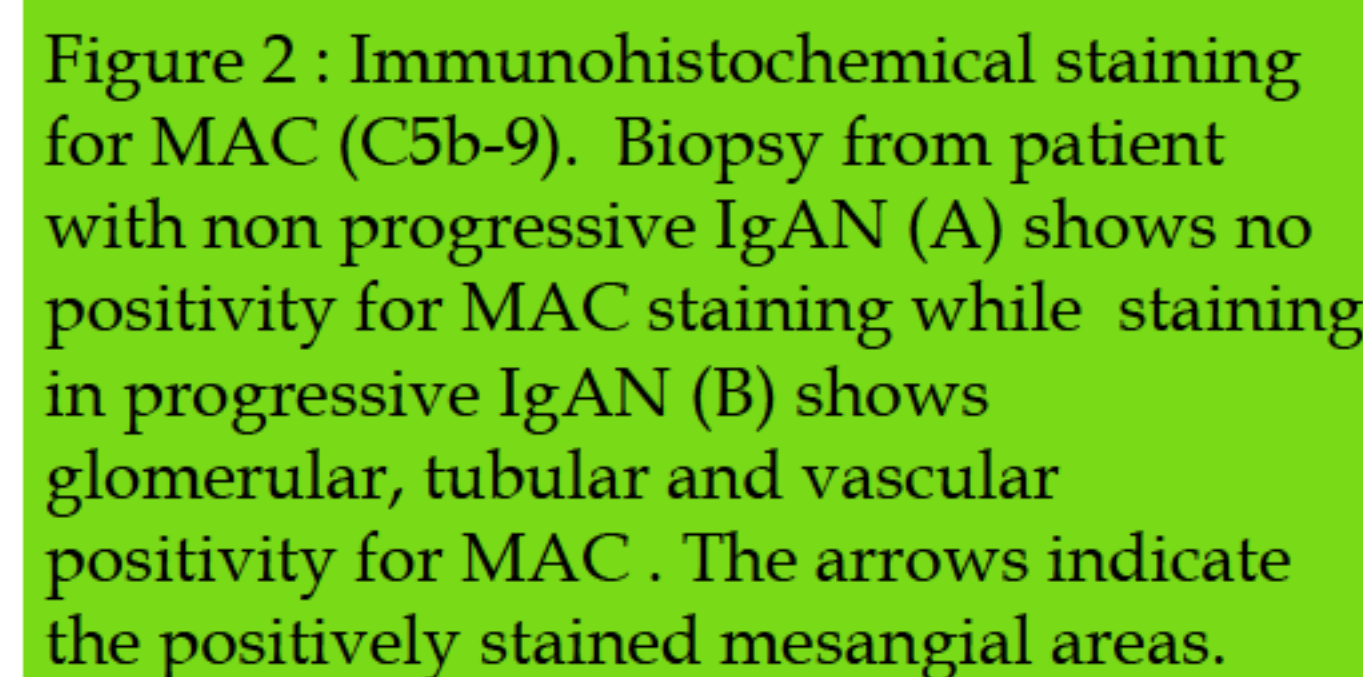 Figure 2 : Immunohistochemical staining
for MAC (C5b-9).  Biopsy from patient
with non progressive IgAN (A) shows no
positivity for MAC staining while  staining
in progressive IgAN (B) shows
glomerular, tubular and vascular
positivity for MAC . The arrows indicate
the positively stained mesangial areas.